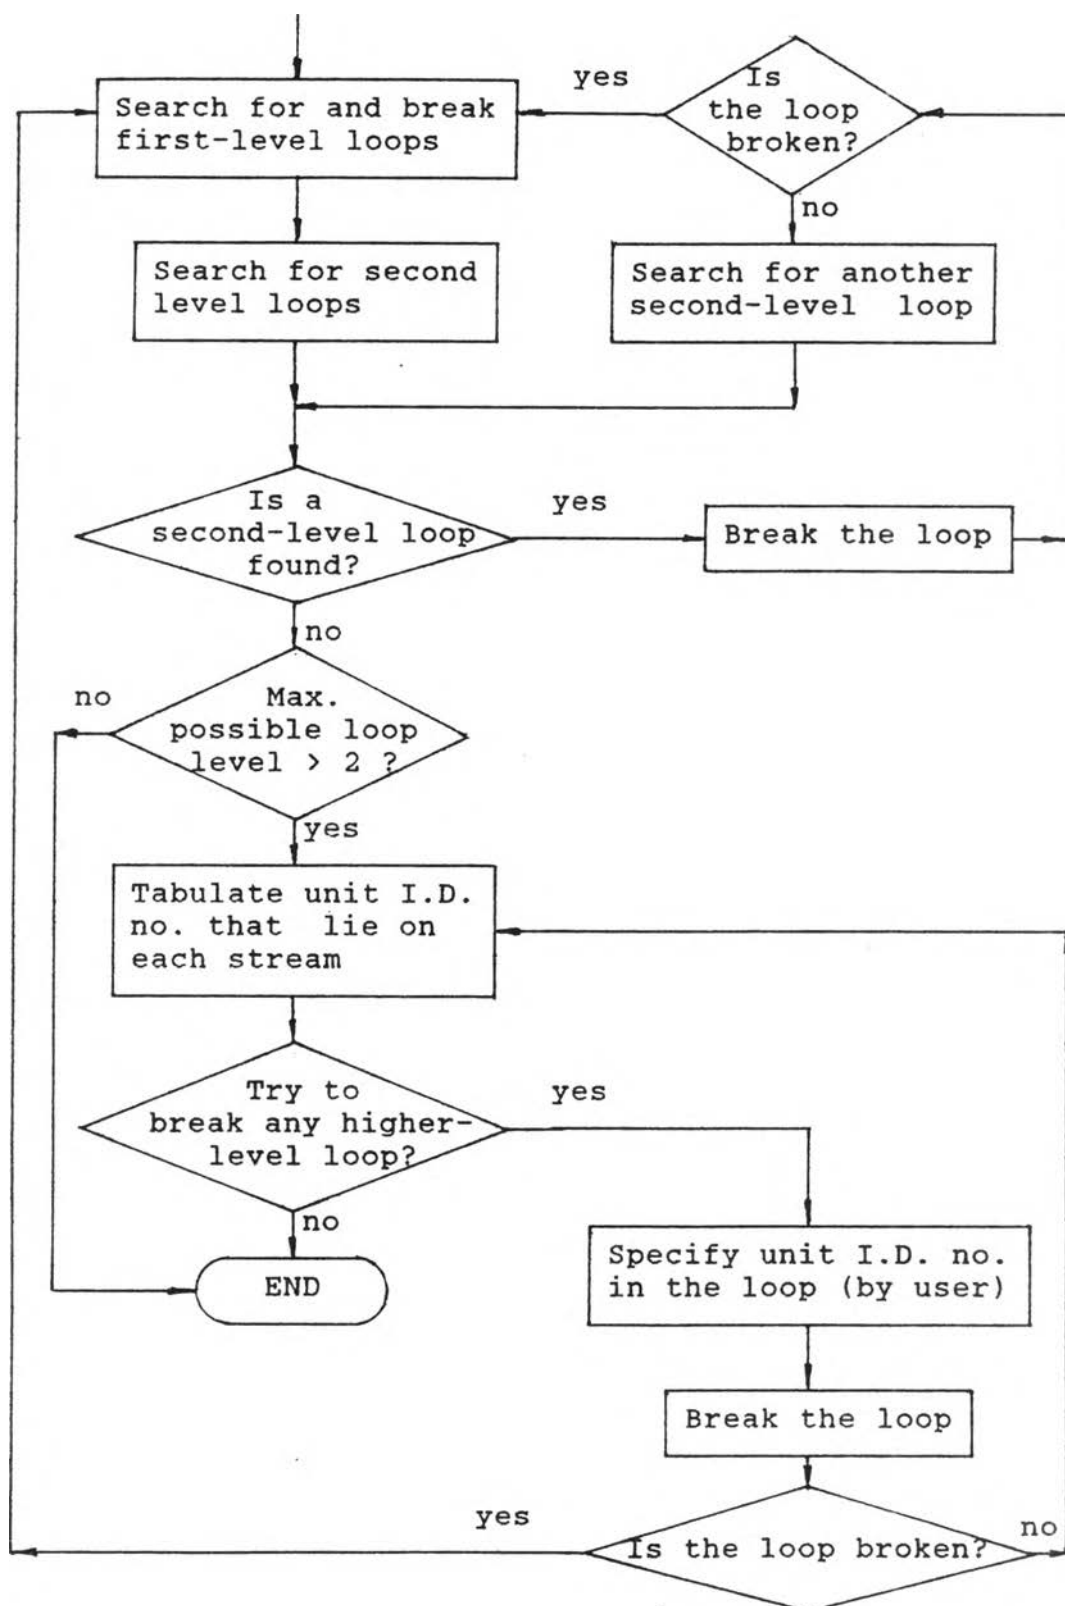 yes
Is
the loop
broken?
Search for and break
first-level loops
no
Search for second
level loops
Search for another
second-level loop
Is a
second-level loop
found?
yes
Break the loop
no
no
Max.
possible loop
level > 2 ?
yes
Tabulate unit I.D.
no. that lie on
each stream
Try to
break any higher-
level loop?
yes
no
END
Specify unit I.D. no.
in the loop (by user)
Break the loop
yes
Is the loop broken?
no